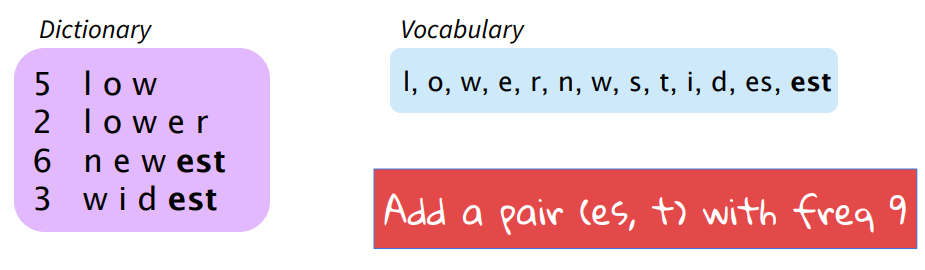 Dictionary
5 l o w
2 l o w e r
6 n e w est
3 w i d est
Vocabulary
l, o, w, e, r, n, w, s, t, i, d, es, est
Add a pair (es, t) with freq 9